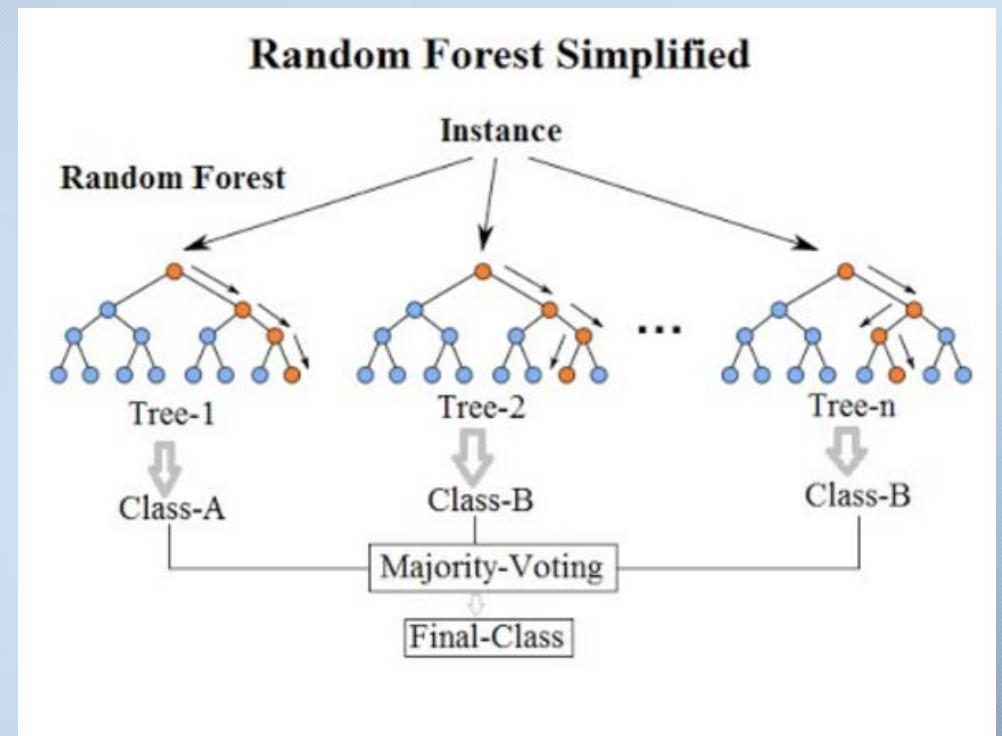 Random Forest Simplified
Instance
Random Forest
...
Tree-1
Tree-2
Tree-n
Class-A
Class-B
Class-B
Majority-Voting
Final-Class